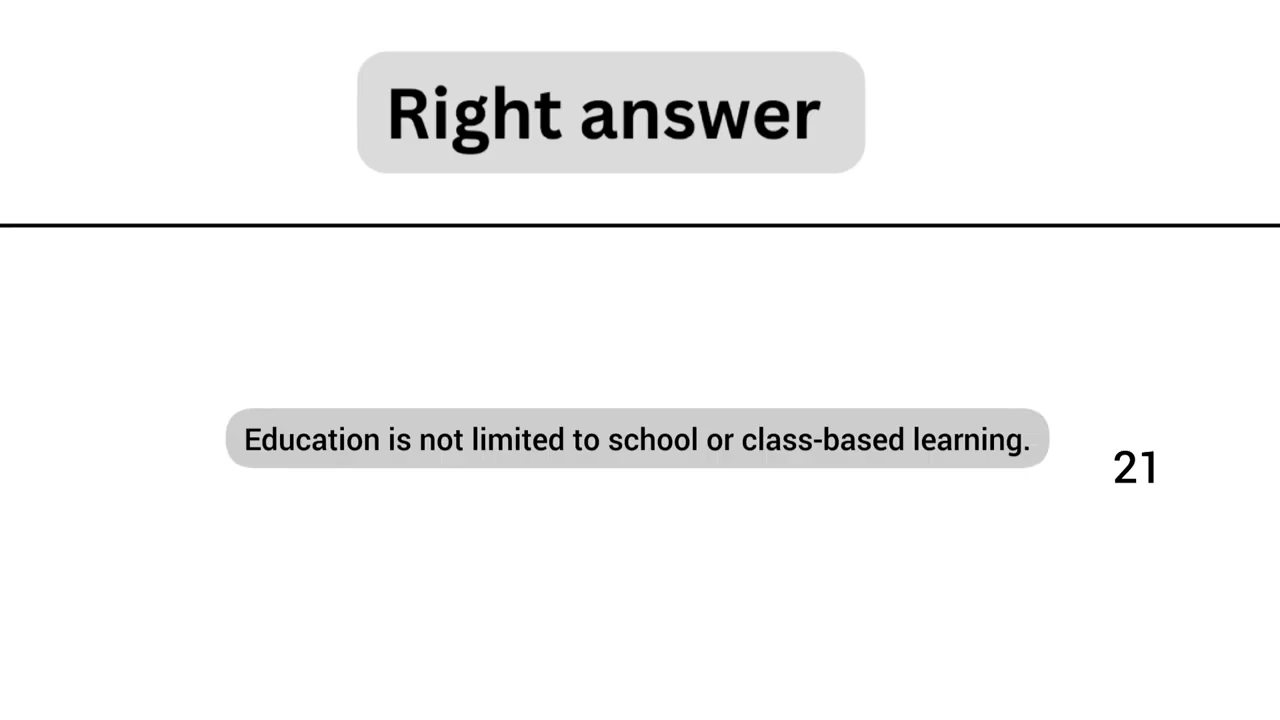 Right answer
Education is not limited to school or class-based learning.
21